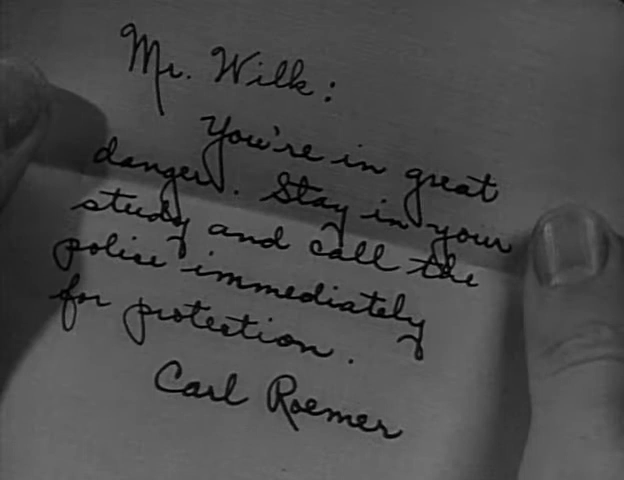 Mr. Wilk:
You're in great
danger. Stay in your
study and call the
police immediately
for protection.
Carl Roemer